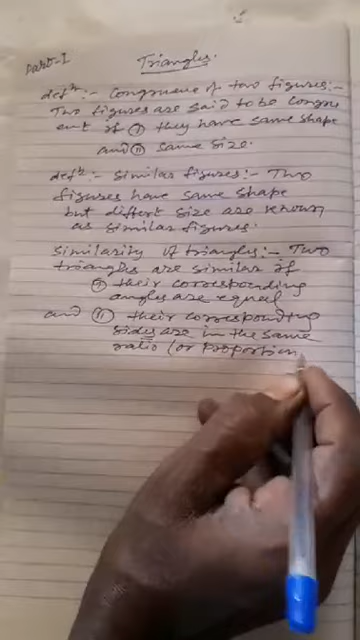 Part-I
Triangles.
defⁿ:- Congruence of two figures:-
Two figures are said to be congru
ent if (i) they have same shape
and (ii) same size.
defⁿ:- Similar figures:- Two
figures have same shape
but differt size are known
as similar figures.
Similarity of triangles:- Two
triangles are similar if
(i) their corresponding
angles are equal
and (ii) their corresponding
sides are in the same
ratio (or proportion